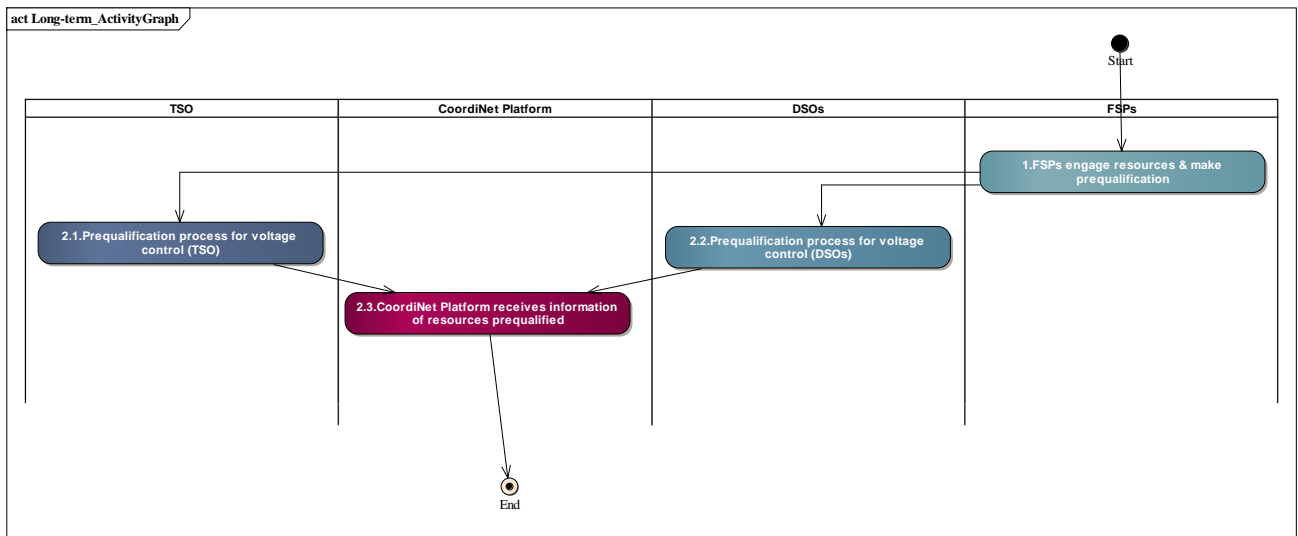 act Long-term_ActivityGraph
Start
TSO
CoordiNet Platform
DSOs
FSPs
1.FSPs engage resources & make
prequalification
2.1.Prequalification process for voltage
control (TSO)
2.2.Prequalification process for voltage
control (DSOs)
2.3.CoordiNet Platform receives information
of resources prequalified
End